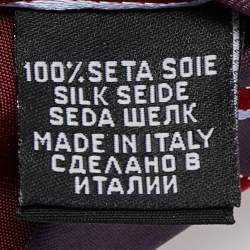 100% SETA SOIE
SILK SEIDE
SEDA ШЕЛК
MADE IN ITALY
СДЕЛАНО В
ИТАЛИИ